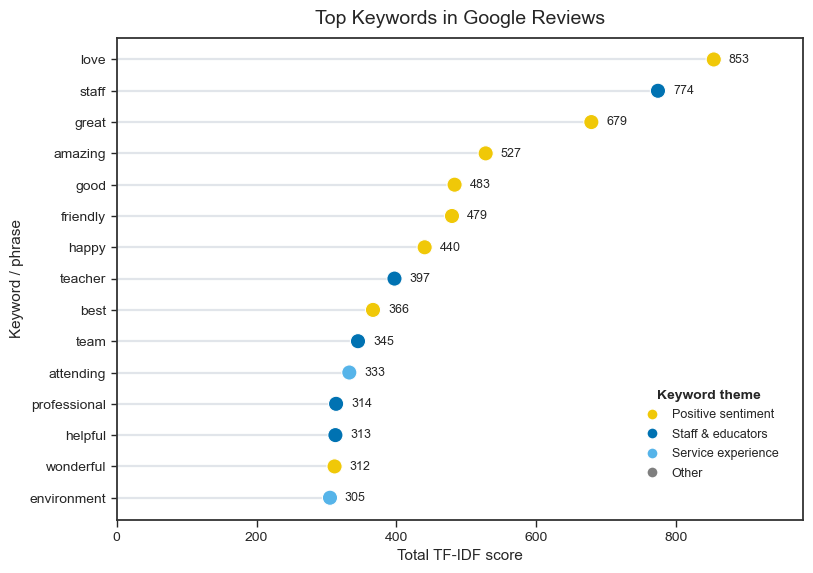 Top Keywords in Google Reviews
Keyword / phrase
love 853
staff 774
great 679
amazing 527
good 483
friendly 479
happy 440
teacher 397
best 366
team 345
attending 333
professional 314
helpful 313
wonderful 312
environment 305
Keyword theme
Positive sentiment
Staff & educators
Service experience
Other
0 200 400 600 800
Total TF-IDF score